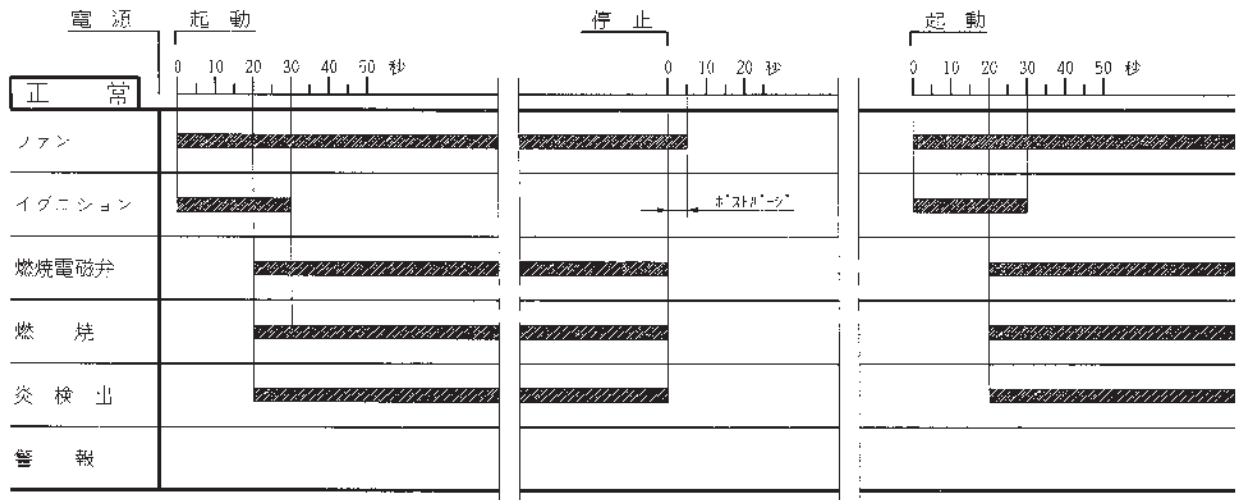 電源 起動 停止 起動
0 10 20 30 40 50 秒 0 10 20 秒 0 10 20 30 40 50 秒
正常
ファン
イグニション ポストパージ
燃焼電磁弁
燃焼
炎検出
警報